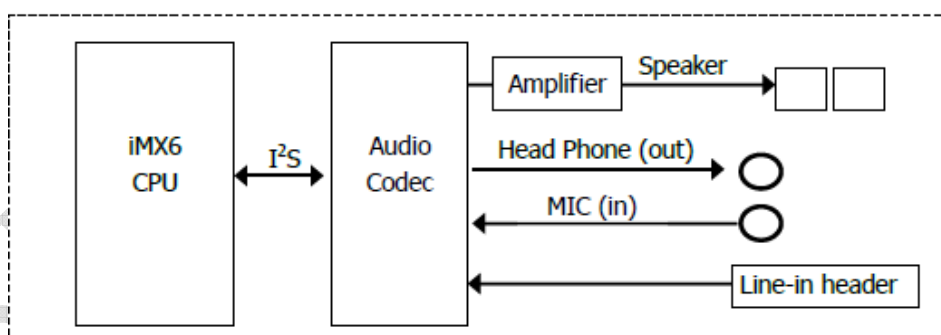 iMX6
CPU
I²S
Audio
Codec
Amplifier
Speaker
Head Phone (out)
MIC (in)
Line-in header